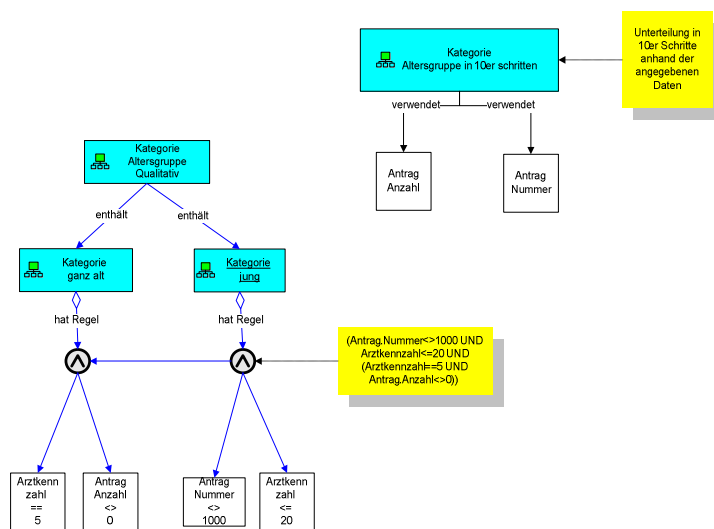 Kategorie
Altersgruppe in 10er schritten
Unterteilung in
10er Schritte
anhand der
angegebenen
Daten
verwendet
verwendet
Antrag
Anzahl
Antrag
Nummer
Kategorie
Altersgruppe
Qualitativ
enthält
enthält
Kategorie
ganz alt
Kategorie
jung
hat Regel
hat Regel
(Antrag.Nummer<>1000 UND
Arztkennzahl<=20 UND
(Arztkennzahl==5 UND
Antrag.Anzahl<>0))
Arztkenn
zahl
==
5
Antrag
Anzahl
<>
0
Antrag
Nummer
<>
1000
Arztkenn
zahl
<=
20